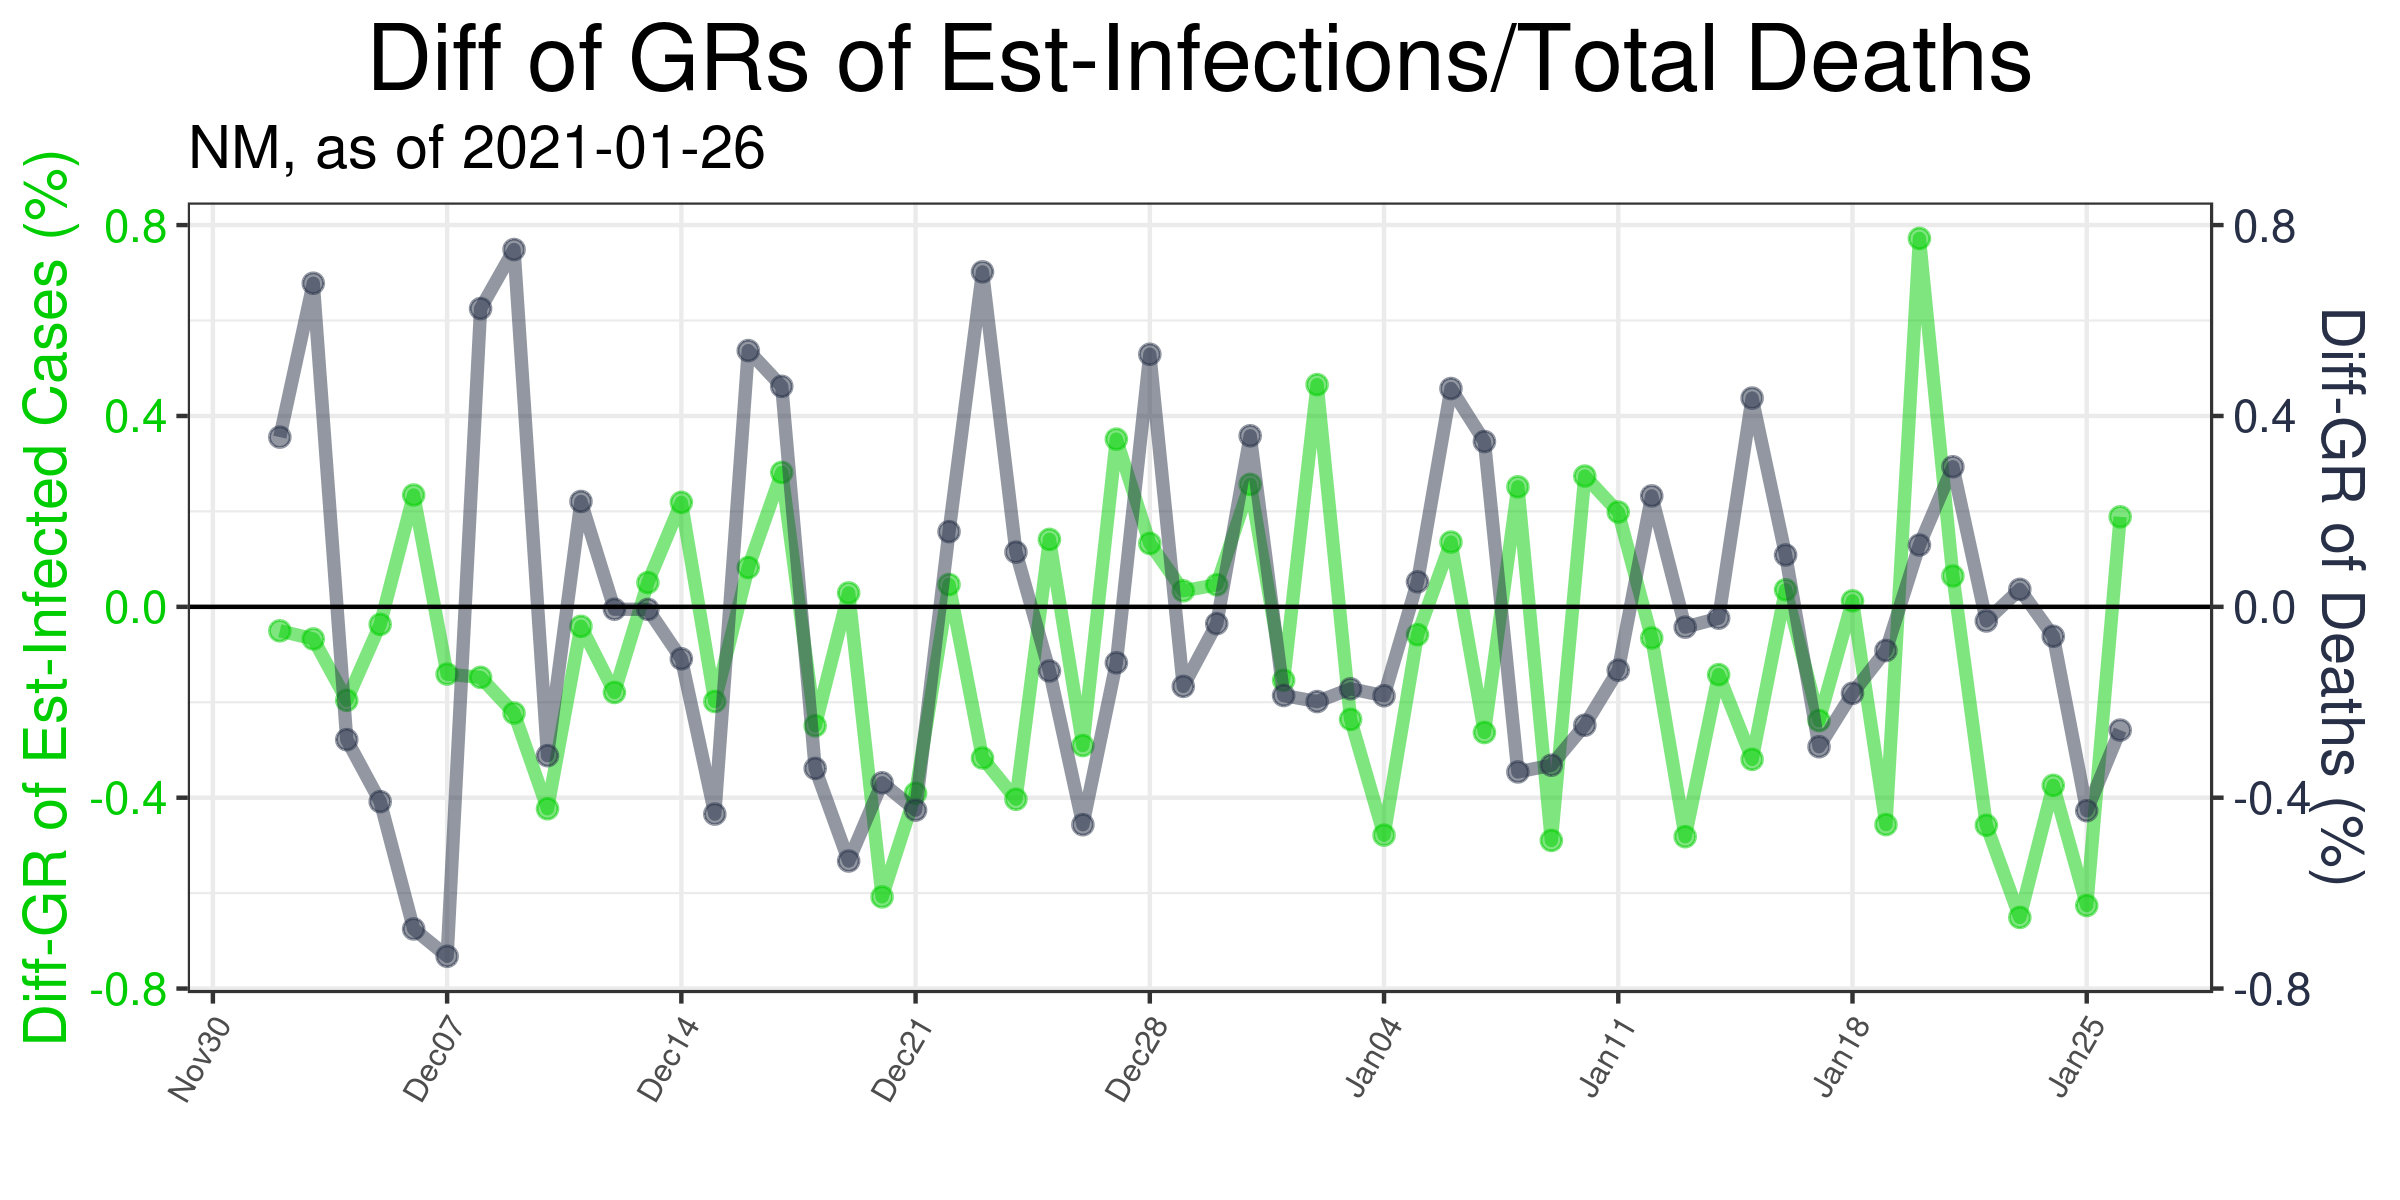 Diff of GRs of Est-Infections/Total Deaths
NM, as of 2021-01-26
Diff-GR of Est-Infected Cases (%)
0.8
0.4
0.0
-0.4
-0.8
0.8
0.4
0.0
-0.4
-0.8
Diff-GR of Deaths (%)
Nov30
Dec07
Dec14
Dec21
Dec28
Jan04
Jan11
Jan18
Jan25